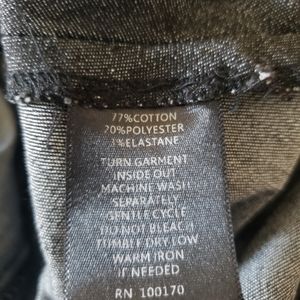 77%COTTON
20%POLYESTER
3%ELASTANE
TURN GARMENT
INSIDE OUT
MACHINE WASH
SEPARATELY
GENTLE CYCLE
DO NOT BLEACH
TUMBLE DRY LOW
WARM IRON
IF NEEDED
RN 100170